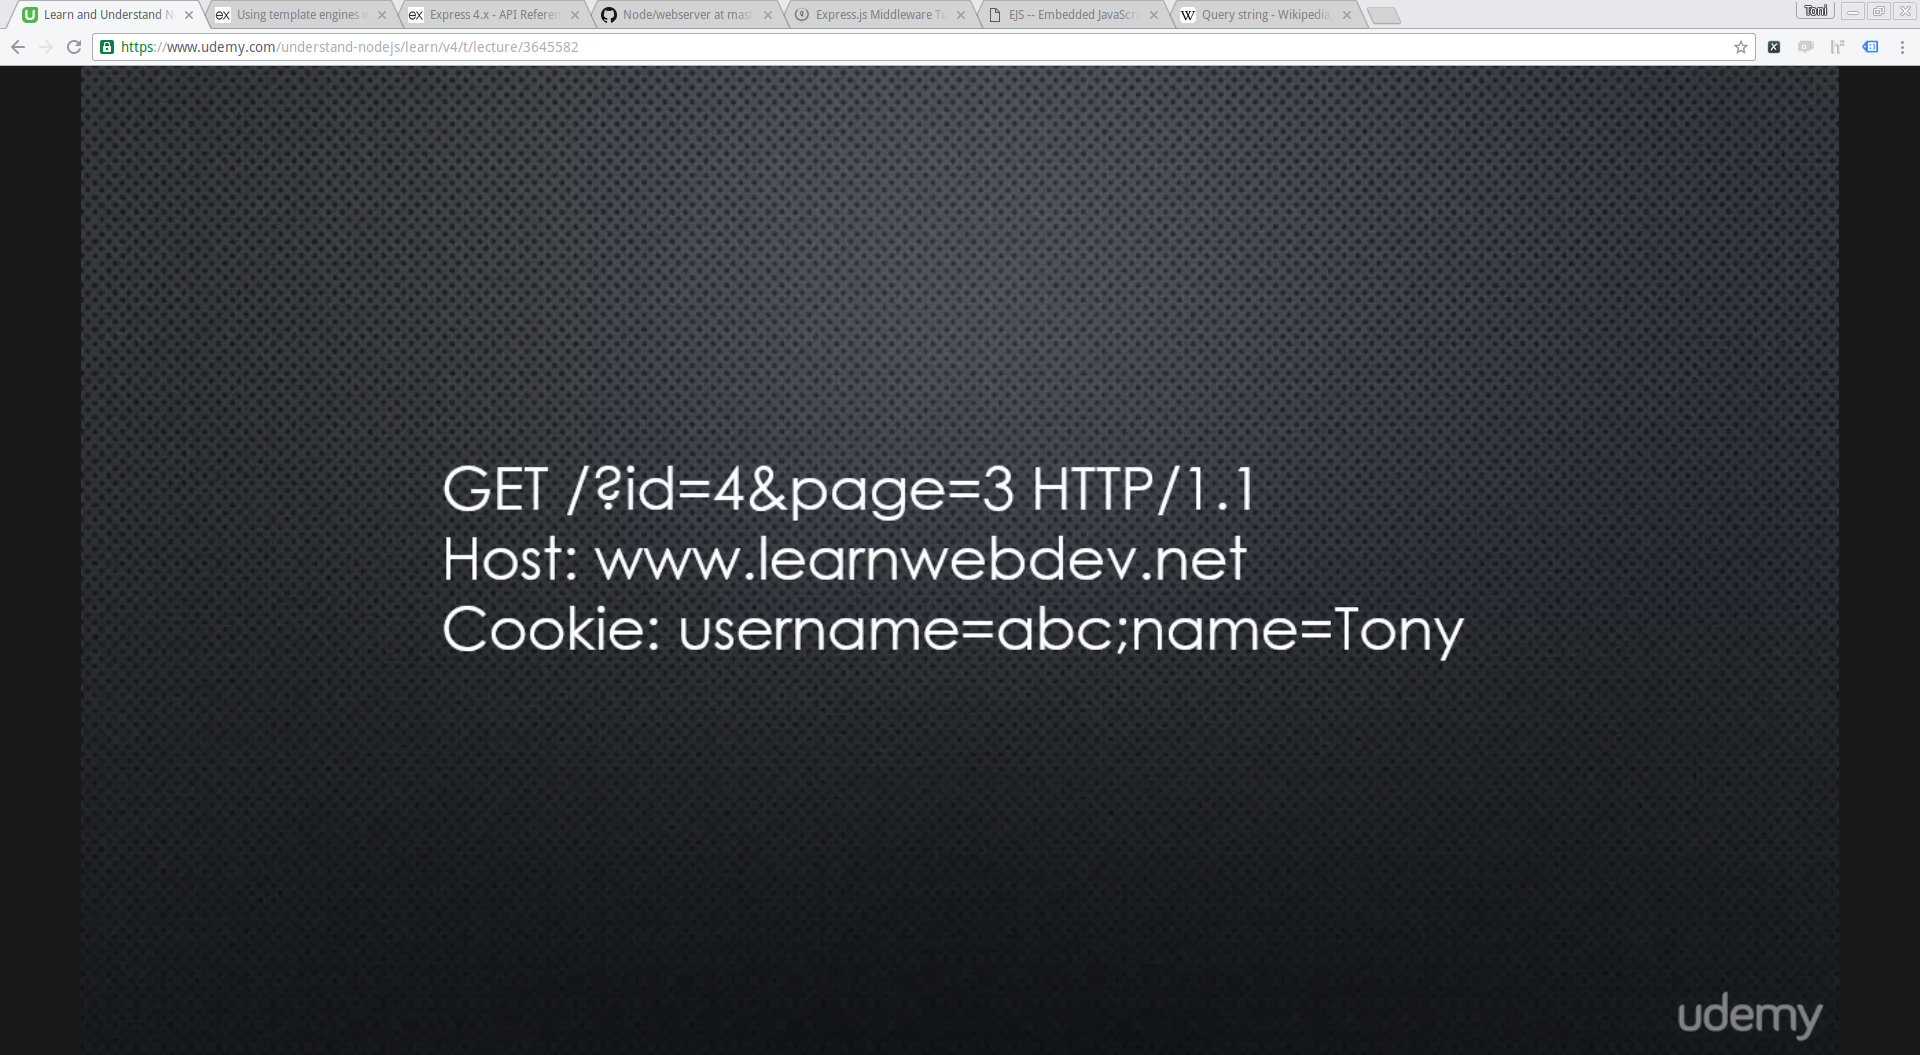 Learn and Understand N
Using template engines w
Express 4.x - API Referen
Node/webserver at mast
Express.js Middleware Tu
EJS -- Embedded JavaScri
Query string - Wikipedia,
Toni
https://www.udemy.com/understand-nodejs/learn/v4/t/lecture/3645582
GET /?id=4&page=3 HTTP/1.1
Host: www.learnwebdev.net
Cookie: username=abc;name=Tony
udemy